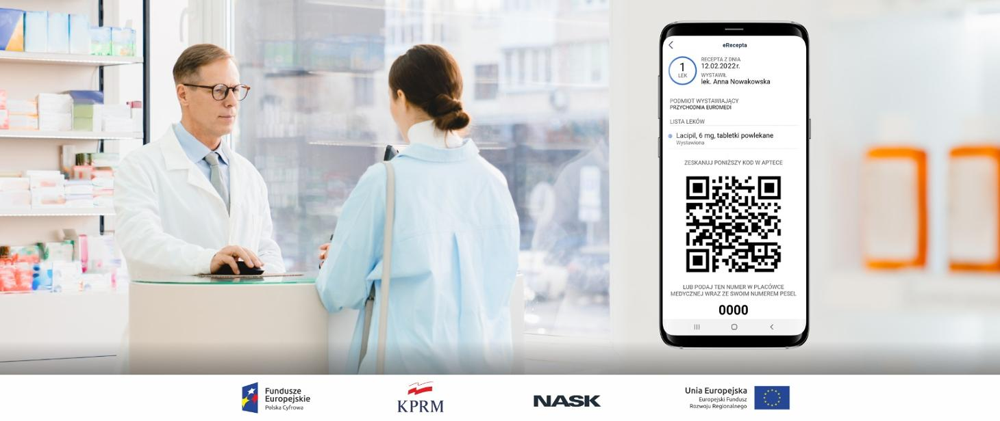 eRecepta
1
LEK
RECEPTA Z DNIA
12.02.2022r.
WYSTAWIŁ
lek. Anna Nowakowska
PODMIOT WYSTAWIAJĄCY
PRZYCHODNIA EUROMEDI
LISTA LEKÓW
Lacipil, 6 mg, tabletki powlekane
Wystawiona
ZESKANUJ PONIŻSZY KOD W APTECE
LUB PODAJ TEN NUMER W PLACÓWCE
MEDYCZNEJ WRAZ ZE SWOIM NUMEREM PESEL
0000
Fundusze
Europejskie
Polska Cyfrowa
KPRM
NASK
Unia Europejska
Europejski Fundusz
Rozwoju Regionalnego